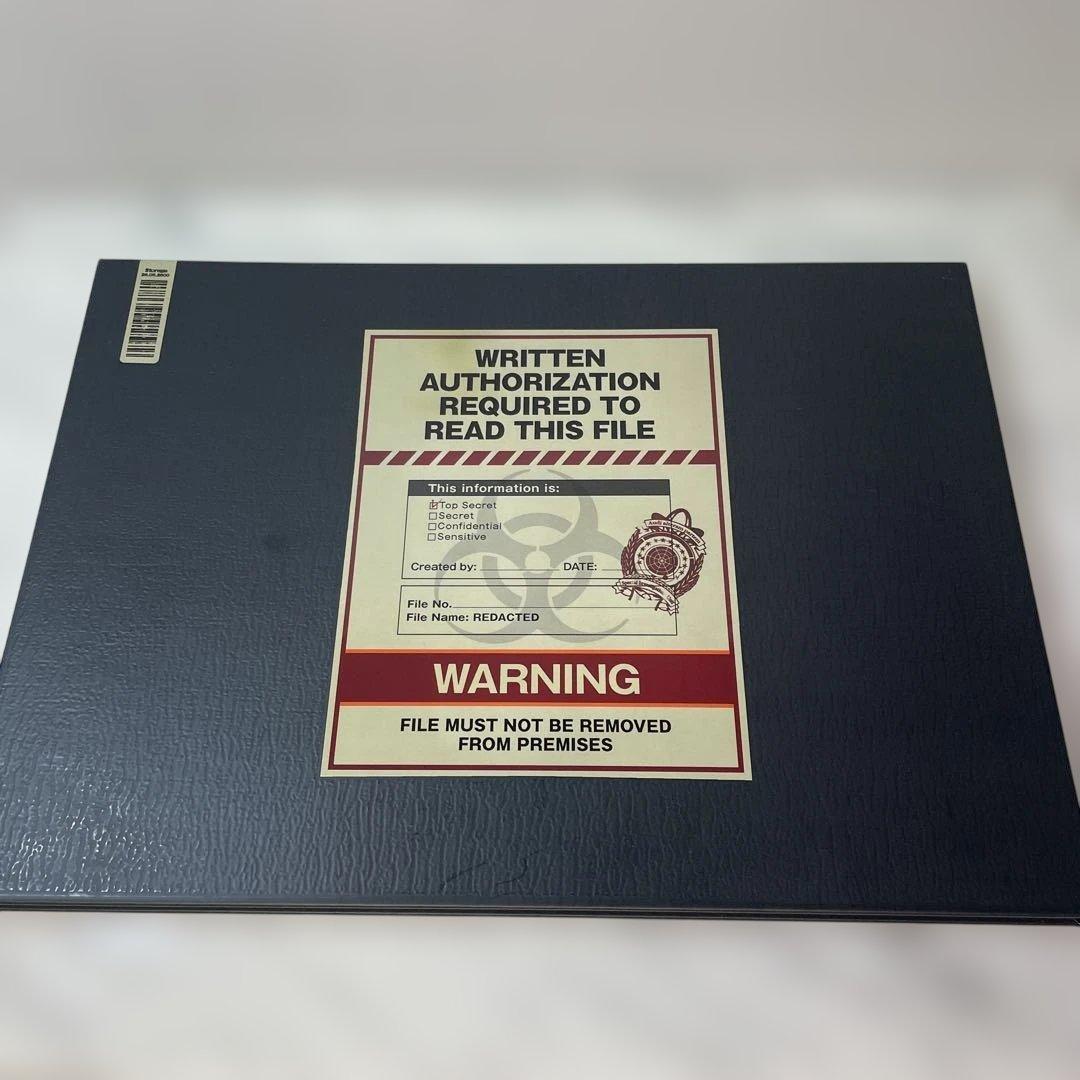 Storage
WRITTEN
AUTHORIZATION
REQUIRED TO
READ THIS FILE
This information is:
Top Secret
Secret
Confidential
Sensitive
Created by:
DATE:
File No.
File Name: REDACTED
WARNING
FILE MUST NOT BE REMOVED
FROM PREMISES